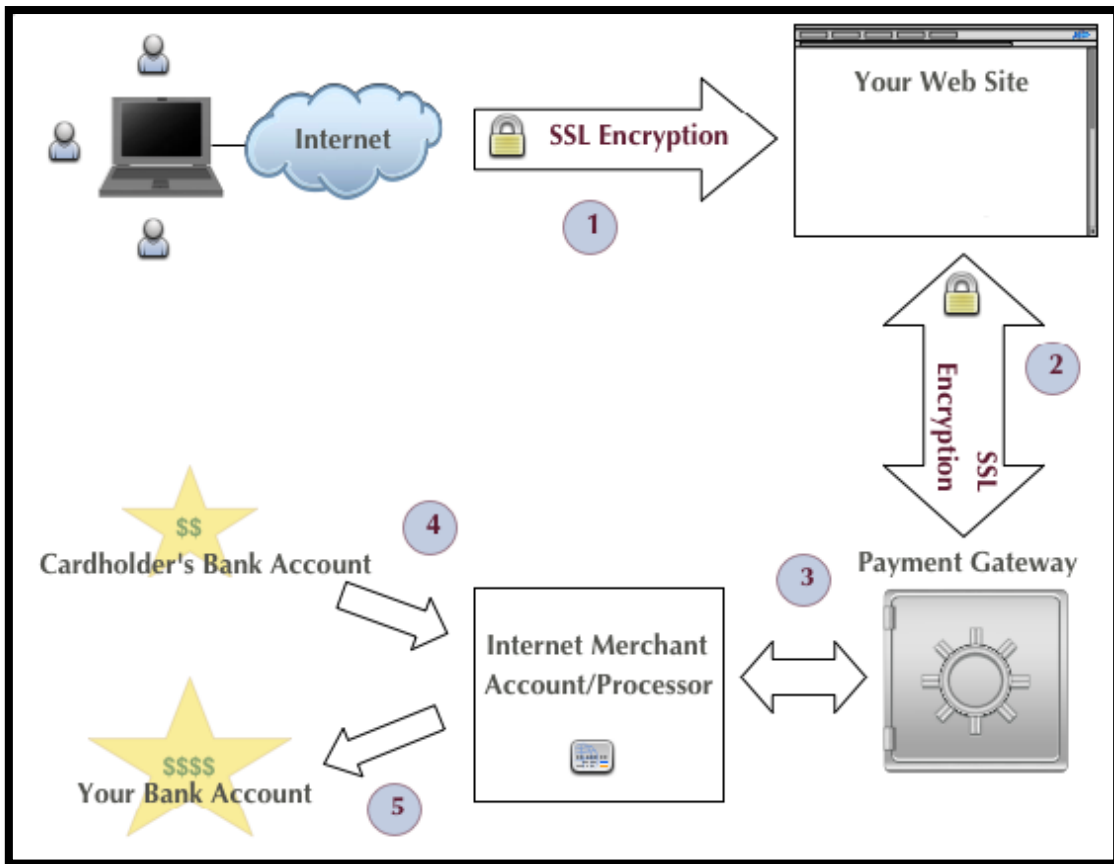 Your Web Site
Internet
SSL Encryption
1
2
SSL
Encryption
$$
Cardholder's Bank Account
4
3
Payment Gateway
Internet Merchant
Account/Processor
$$$$
Your Bank Account
5